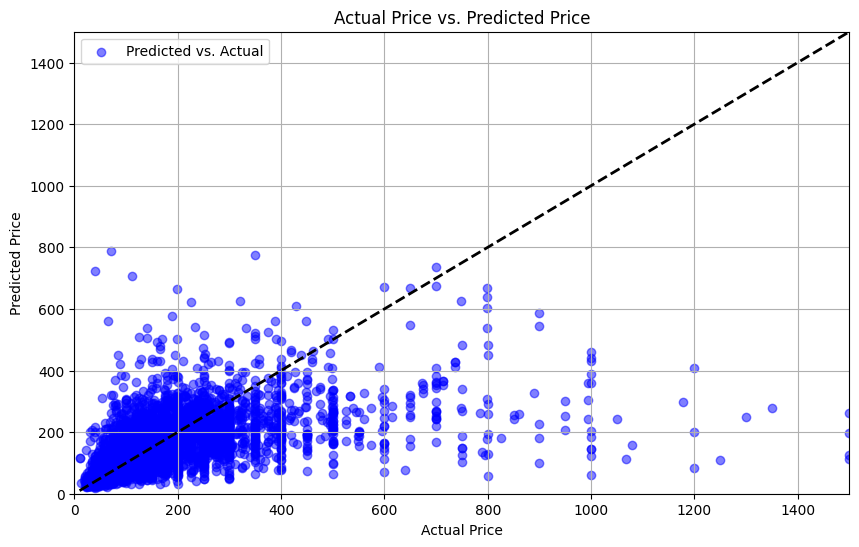 Actual Price vs. Predicted Price
Predicted vs. Actual
1400
1200
1000
800
600
400
200
0
Predicted Price
0 200 400 600 800 1000 1200 1400
Actual Price